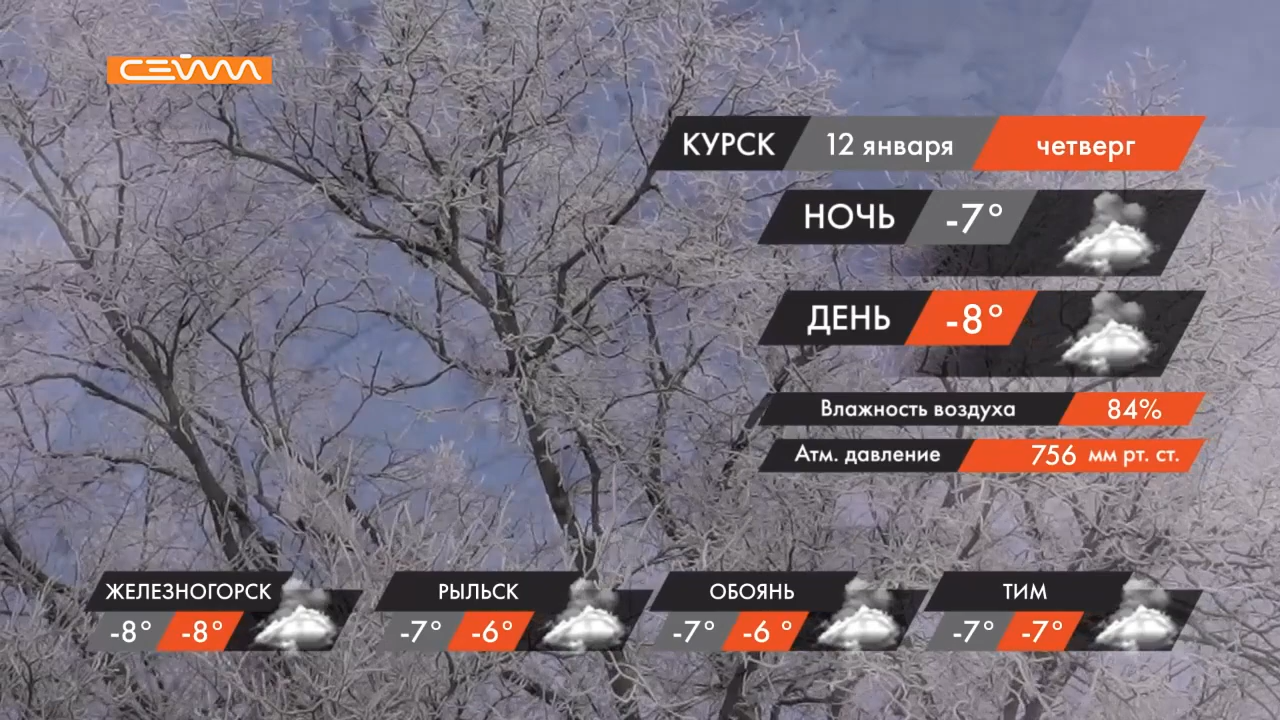 СЕЙМ
КУРСК 12 января четверг
НОЧЬ -7°
ДЕНЬ -8°
Влажность воздуха 84%
Атм. давление 756 мм рт. ст.
ЖЕЛЕЗНОГОРСК РЫЛЬСК ОБОЯНЬ ТИМ
-8° -8° -7° -6° -7° -6 ° -7° -7°